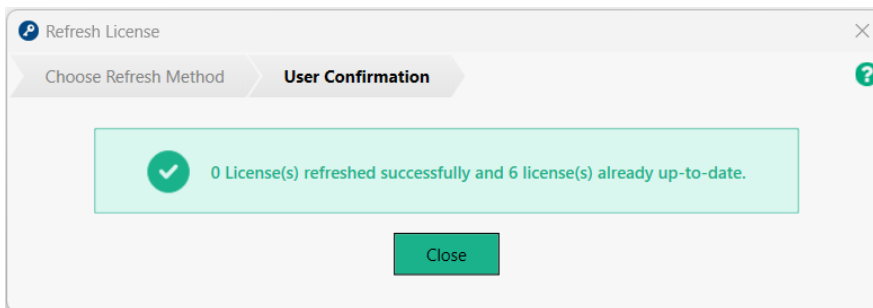 Refresh License
Choose Refresh Method
User Confirmation
?
0 License(s) refreshed successfully and 6 license(s) already up-to-date.
Close